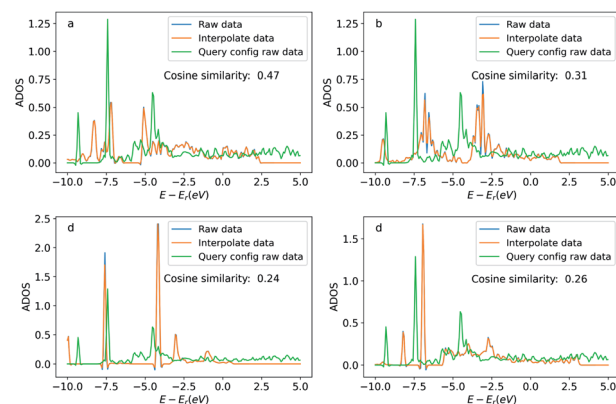 a
Raw data
Interpolate data
Query config raw data
Cosine similarity: 0.47
ADOS
1.25
1.00
0.75
0.50
0.25
0.00
−10.0 −7.5 −5.0 −2.5 0.0 2.5 5.0
E − E_f(eV)
b
Raw data
Interpolate data
Query config raw data
Cosine similarity: 0.31
ADOS
1.25
1.00
0.75
0.50
0.25
0.00
−10.0 −7.5 −5.0 −2.5 0.0 2.5 5.0
E − E_f(eV)
d
Raw data
Interpolate data
Query config raw data
Cosine similarity: 0.24
ADOS
2.5
2.0
1.5
1.0
0.5
0.0
−10.0 −7.5 −5.0 −2.5 0.0 2.5 5.0
E − E_f(eV)
d
Raw data
Interpolate data
Query config raw data
Cosine similarity: 0.26
ADOS
1.5
1.0
0.5
0.0
−10.0 −7.5 −5.0 −2.5 0.0 2.5 5.0
E − E_f(eV)